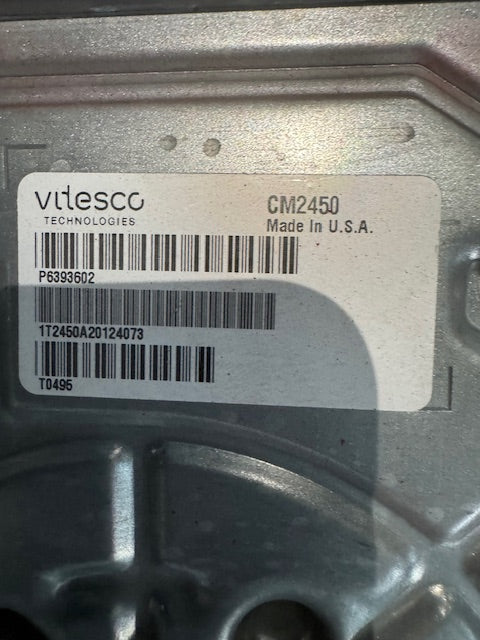 vitesco
TECHNOLOGIES
CM2450
Made In U.S.A.
P6393602
1T2450A20124073
T0495